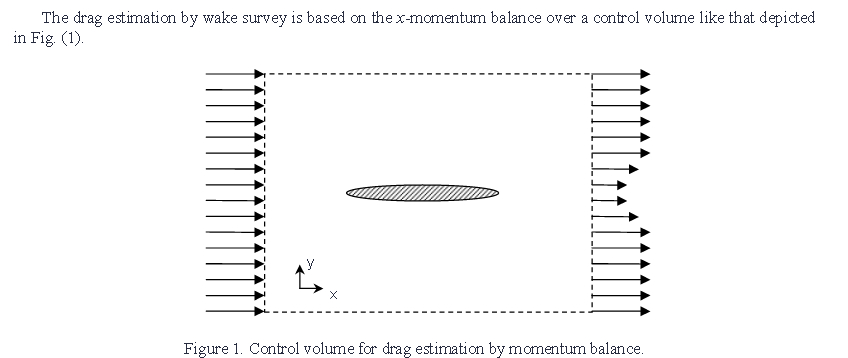 The drag estimation by wake survey is based on the x-momentum balance over a control volume like that depicted
in Fig. (1).
y
x
Figure 1. Control volume for drag estimation by momentum balance.